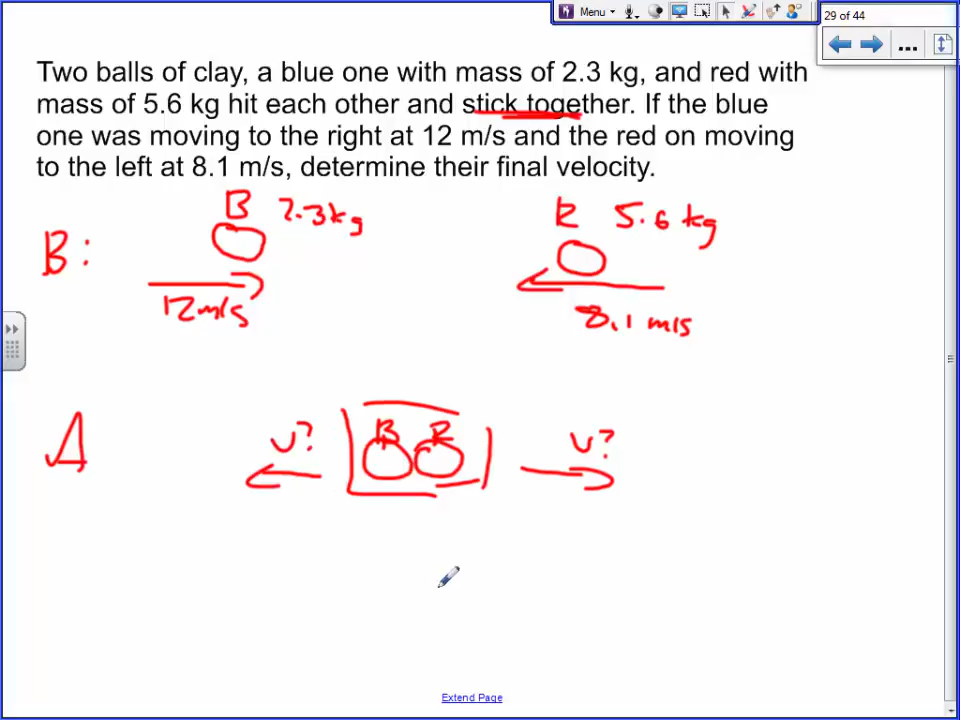 Menu
29 of 44
...
Two balls of clay, a blue one with mass of 2.3 kg, and red with
mass of 5.6 kg hit each other and stick together. If the blue
one was moving to the right at 12 m/s and the red on moving
to the left at 8.1 m/s, determine their final velocity.
B 2.3kg R 5.6 kg
B:
12m/s 8.1 m/s
A v? B R v?
Extend Page